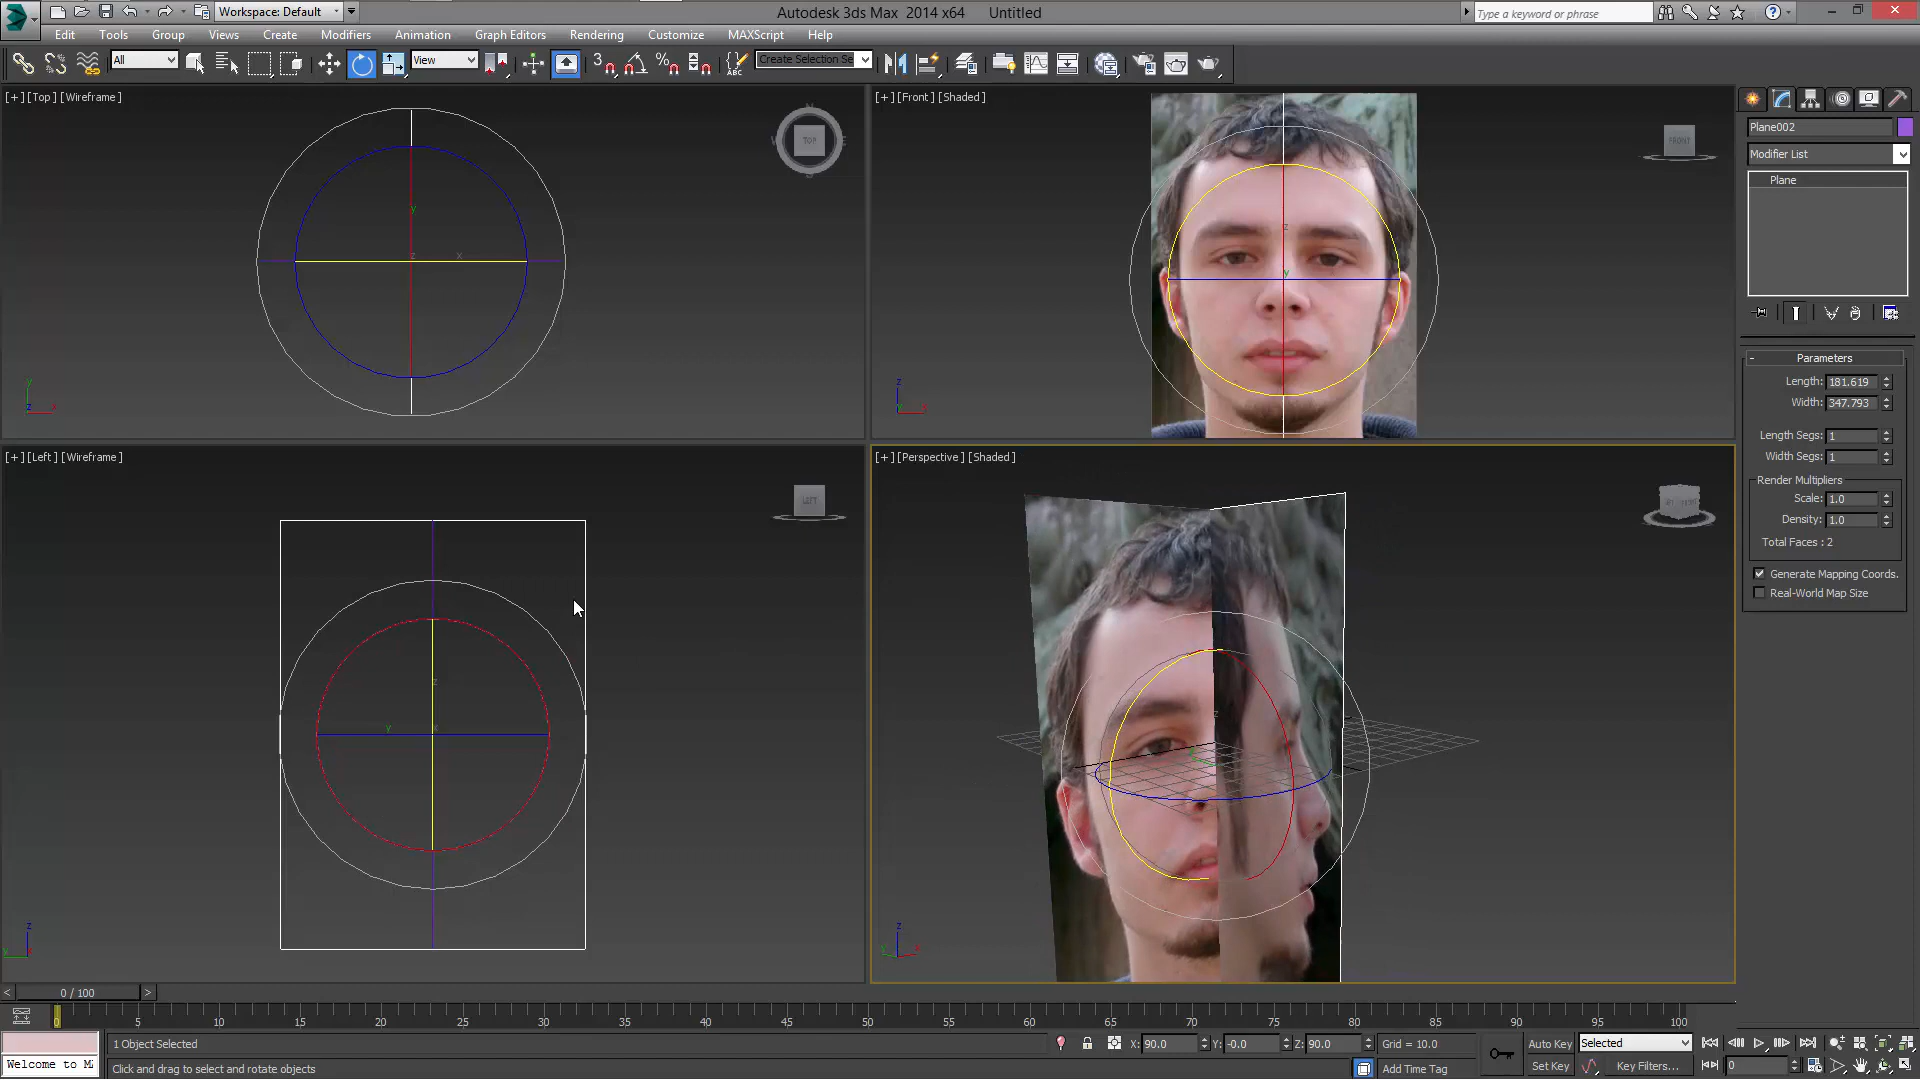 Workspace: Default
Autodesk 3ds Max 2014 x64 Untitled
Type a keyword or phrase
Edit Tools Group Views Create Modifiers Animation Graph Editors Rendering Customize MAXScript Help
All
View
3
Create Selection Se
ABC
[+] [Top] [Wireframe]
TOP
[+] [Front] [Shaded]
FRONT
[+] [Left] [Wireframe]
LEFT
[+] [Perspective] [Shaded]
Plane002
Modifier List
Plane
- Parameters
Length: 181.619
Width: 347.793
Length Segs: 1
Width Segs: 1
Render Multipliers
Scale: 1.0
Density: 1.0
Total Faces : 2
Generate Mapping Coords.
Real-World Map Size
< 0 / 100 >
0 5 10 15 20 25 30 35 40 45 50 55 60 65 70 75 80 85 90 95 100
1 Object Selected
X: 90.0 Y: -0.0 Z: 90.0 Grid = 10.0
Auto Key Selected
Welcome to M
Click and drag to select and rotate objects
Add Time Tag
Set Key Key Filters... 0